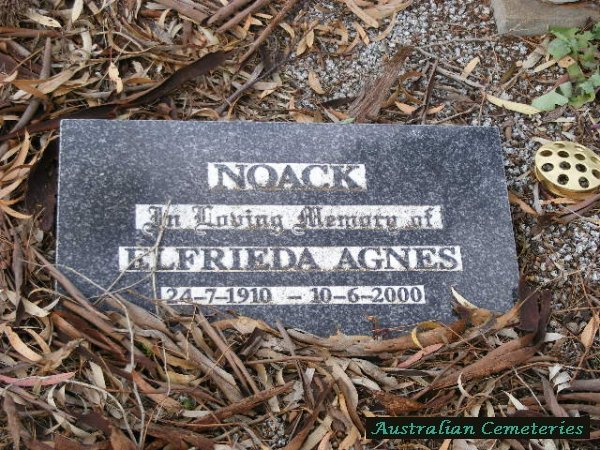 NOACK
In Loving Memory of
ELFRIEDA AGNES
24-7-1910 - 10-6-2000
Australian Cemeteries